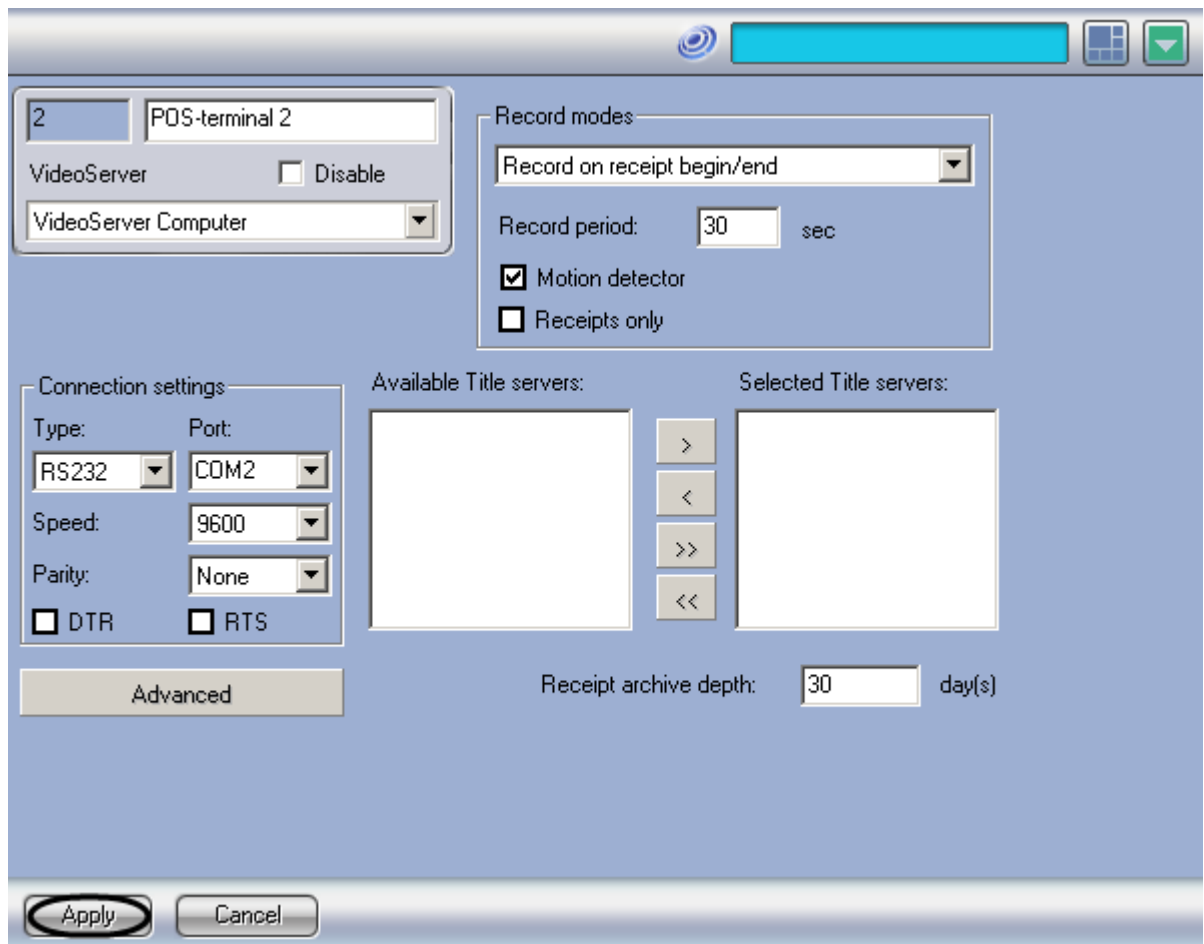 2
POS-terminal 2
VideoServer
Disable
VideoServer Computer
Record modes
Record on receipt begin/end
Record period:
30
sec
Motion detector
Receipts only
Connection settings
Type:
Port:
RS232
COM2
Speed:
9600
Parity:
None
DTR
RTS
Advanced
Available Title servers:
>
<
>>
<<
Selected Title servers:
Receipt archive depth:
30
day(s)
Apply
Cancel